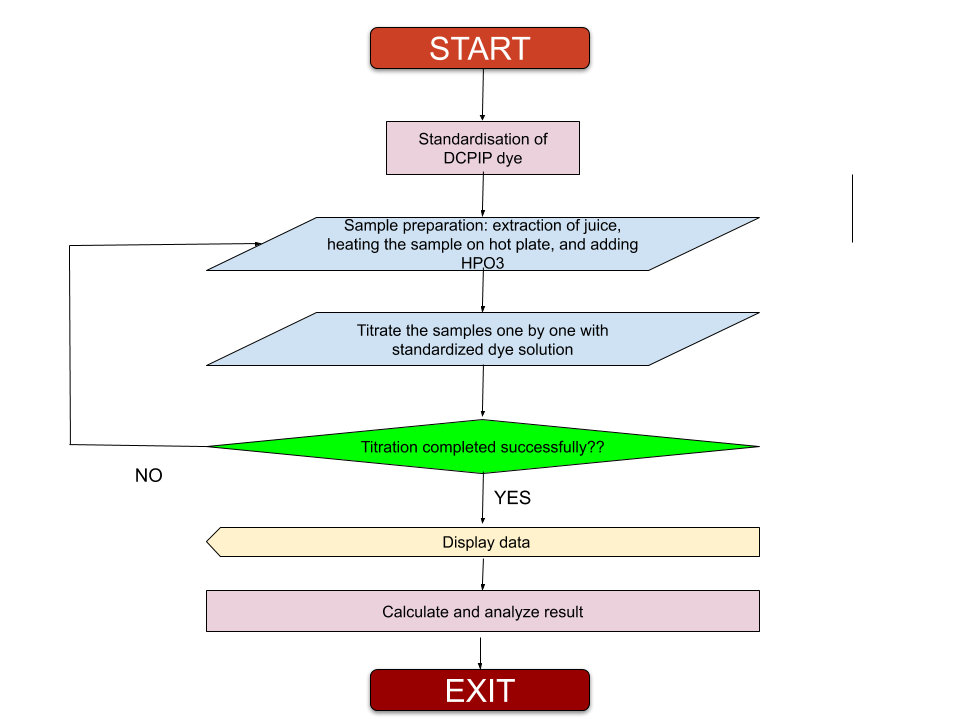 START
Standardisation of
DCPIP dye
Sample preparation: extraction of juice,
heating the sample on hot plate, and adding
HPO3
Titrate the samples one by one with
standardized dye solution
Titration completed successfully??
NO
YES
Display data
Calculate and analyze result
EXIT